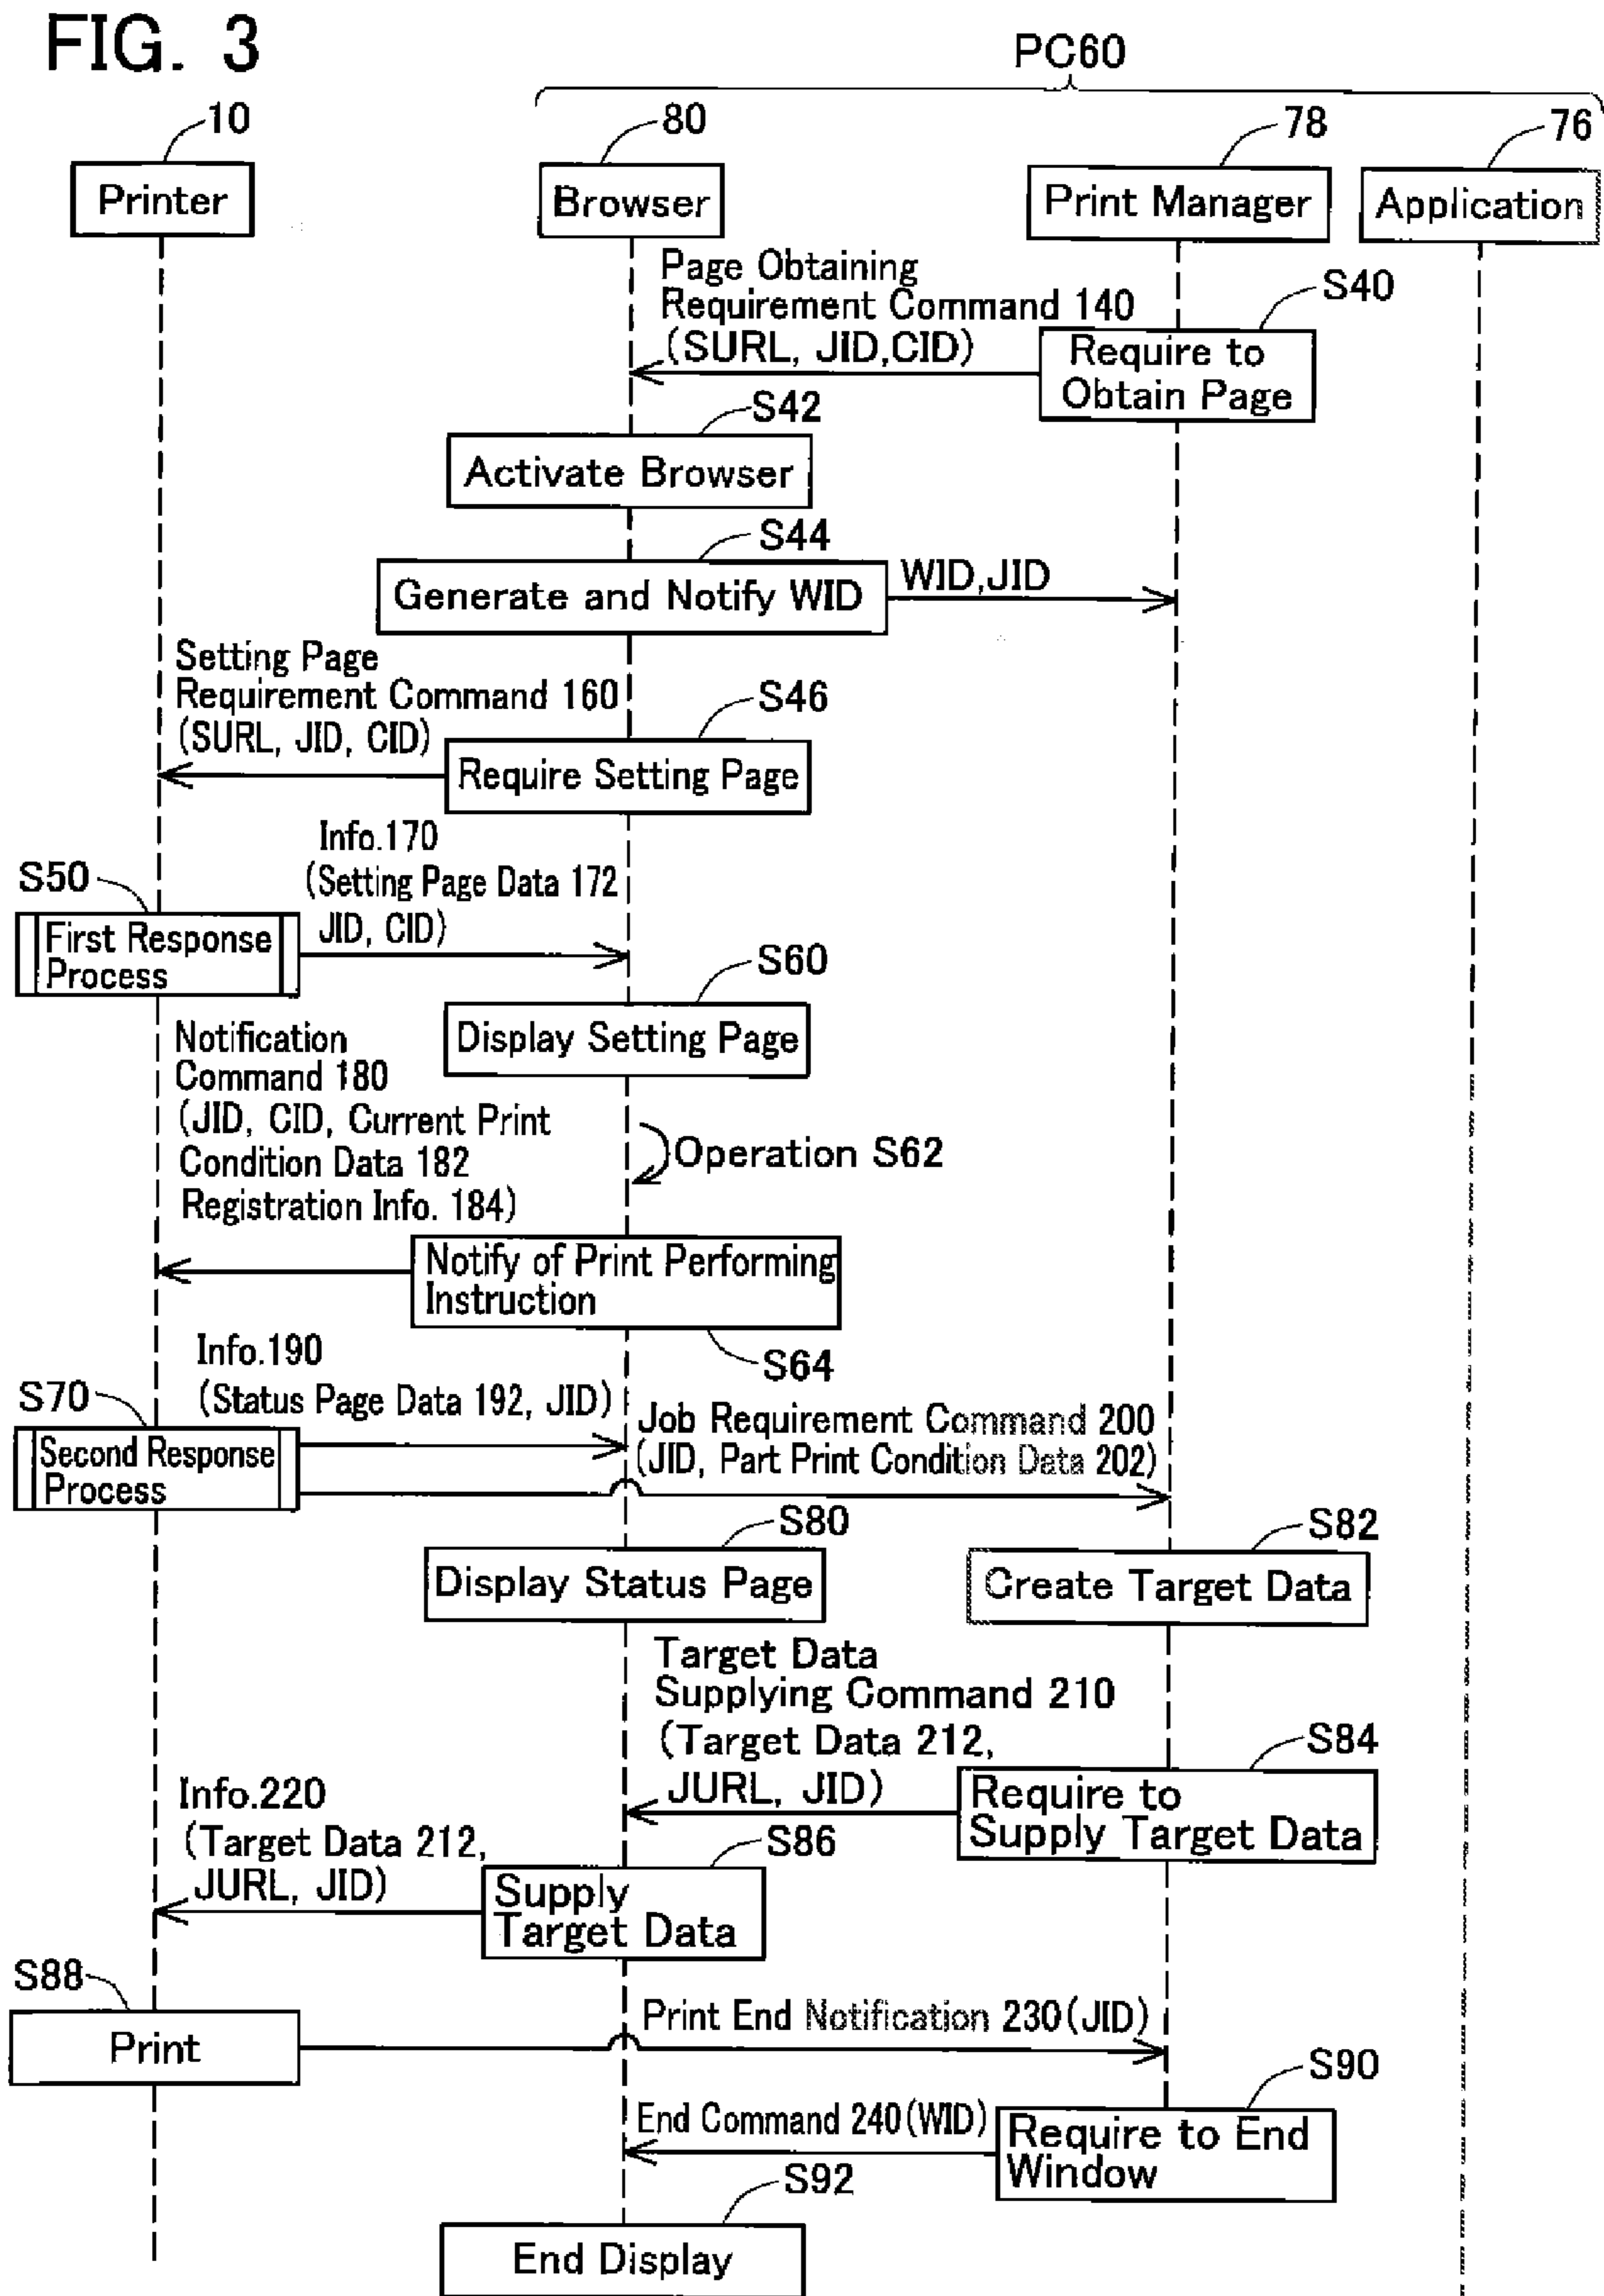 FIG. 3
PC60
10
80
78
76
Printer
Browser
Print Manager
Application
Page Obtaining
Requirement Command 140
(SURL, JID,CID)
S40
Require to
Obtain Page
S42
Activate Browser
S44
Generate and Notify WID
WID,JID
Setting Page
Requirement Command 160
(SURL, JID, CID)
S46
Require Setting Page
Info.170
(Setting Page Data 172
JID, CID)
S50
First Response
Process
S60
Display Setting Page
Notification
Command 180
(JID, CID, Current Print
Condition Data 182
Registration Info. 184)
Operation S62
Notify of Print Performing
Instruction
S64
Info.190
(Status Page Data 192, JID)
S70
Second Response
Process
Job Requirement Command 200
(JID, Part Print Condition Data 202)
S80
Display Status Page
S82
Create Target Data
Target Data
Supplying Command 210
(Target Data 212,
JURL, JID)
S84
Require to
Supply Target Data
Info.220
(Target Data 212,
JURL, JID)
S86
Supply
Target Data
S88
Print
Print End Notification 230(JID)
S90
Require to End
Window
End Command 240(WID)
S92
End Display